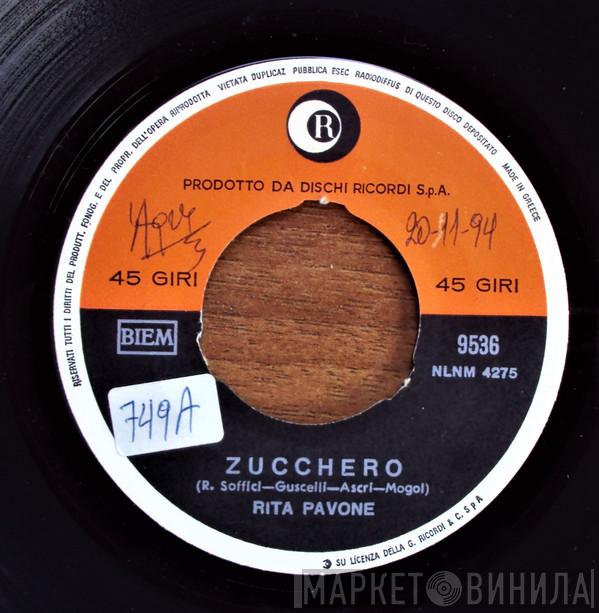 RISERVATI TUTTI I DIRITTI DEL PRODUTT. FONOG. E DEL PROPR. DELL'OPERA RIPRODOTTA VIETATA DUPLICAZ PUBBLICA ESEC RADIODIFFUS DI QUESTO DISCO DEPOSITATO MADE IN GREECE
R
PRODOTTO DA DISCHI RICORDI S.p.A.
20-11-94
45 GIRI
45 GIRI
BIEM
9536
NLNM 4275
749A
ZUCCHERO
(R. Soffici—Guscelli—Ascri—Mogol)
RITA PAVONE
SU LICENZA DELLA G. RICORDI & C. S.p.A
МАРКЕТ ВИНИЛА